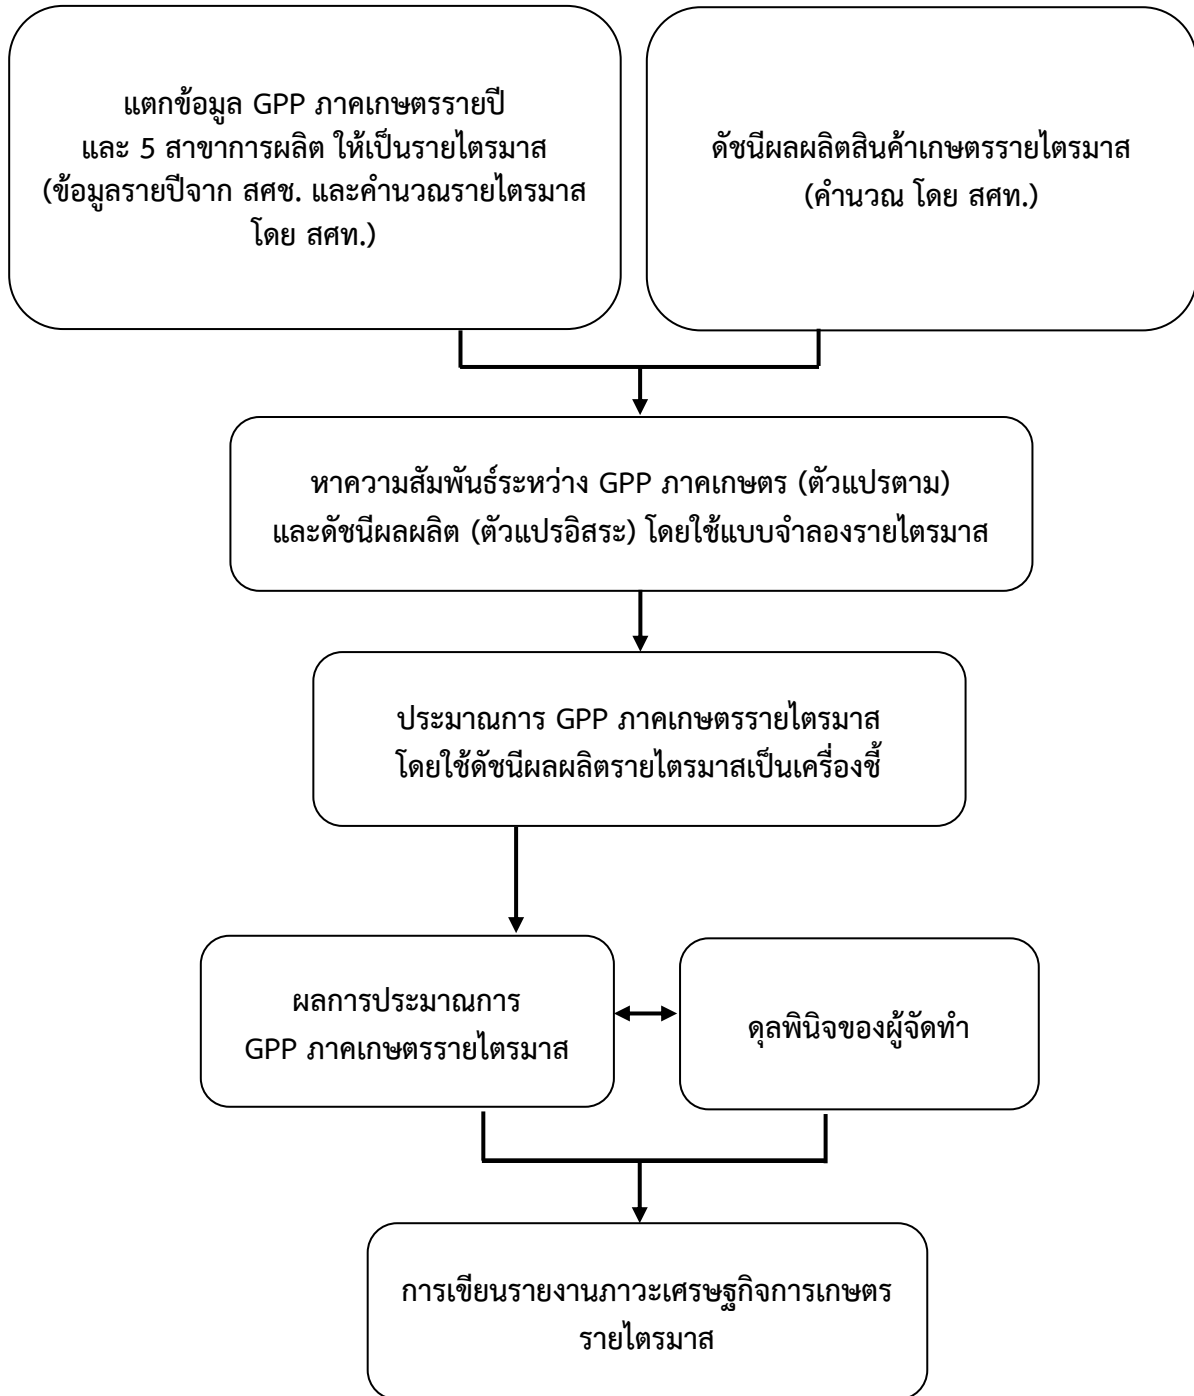 แตกข้อมูล GPP ภาคเกษตรรายปี
และ 5 สาขาการผลิต ให้เป็นรายไตรมาส
(ข้อมูลรายปีจาก สศช. และคำนวณรายไตรมาส
โดย สศท.)
ดัชนีผลผลิตสินค้าเกษตรรายไตรมาส
(คำนวณ โดย สศท.)
หาความสัมพันธ์ระหว่าง GPP ภาคเกษตร (ตัวแปรตาม)
และดัชนีผลผลิต (ตัวแปรอิสระ) โดยใช้แบบจำลองรายไตรมาส
ประมาณการ GPP ภาคเกษตรรายไตรมาส
โดยใช้ดัชนีผลผลิตรายไตรมาสเป็นเครื่องชี้
ผลการประมาณการ
GPP ภาคเกษตรรายไตรมาส
ดุลพินิจของผู้จัดทำ
การเขียนรายงานภาวะเศรษฐกิจการเกษตร
รายไตรมาส